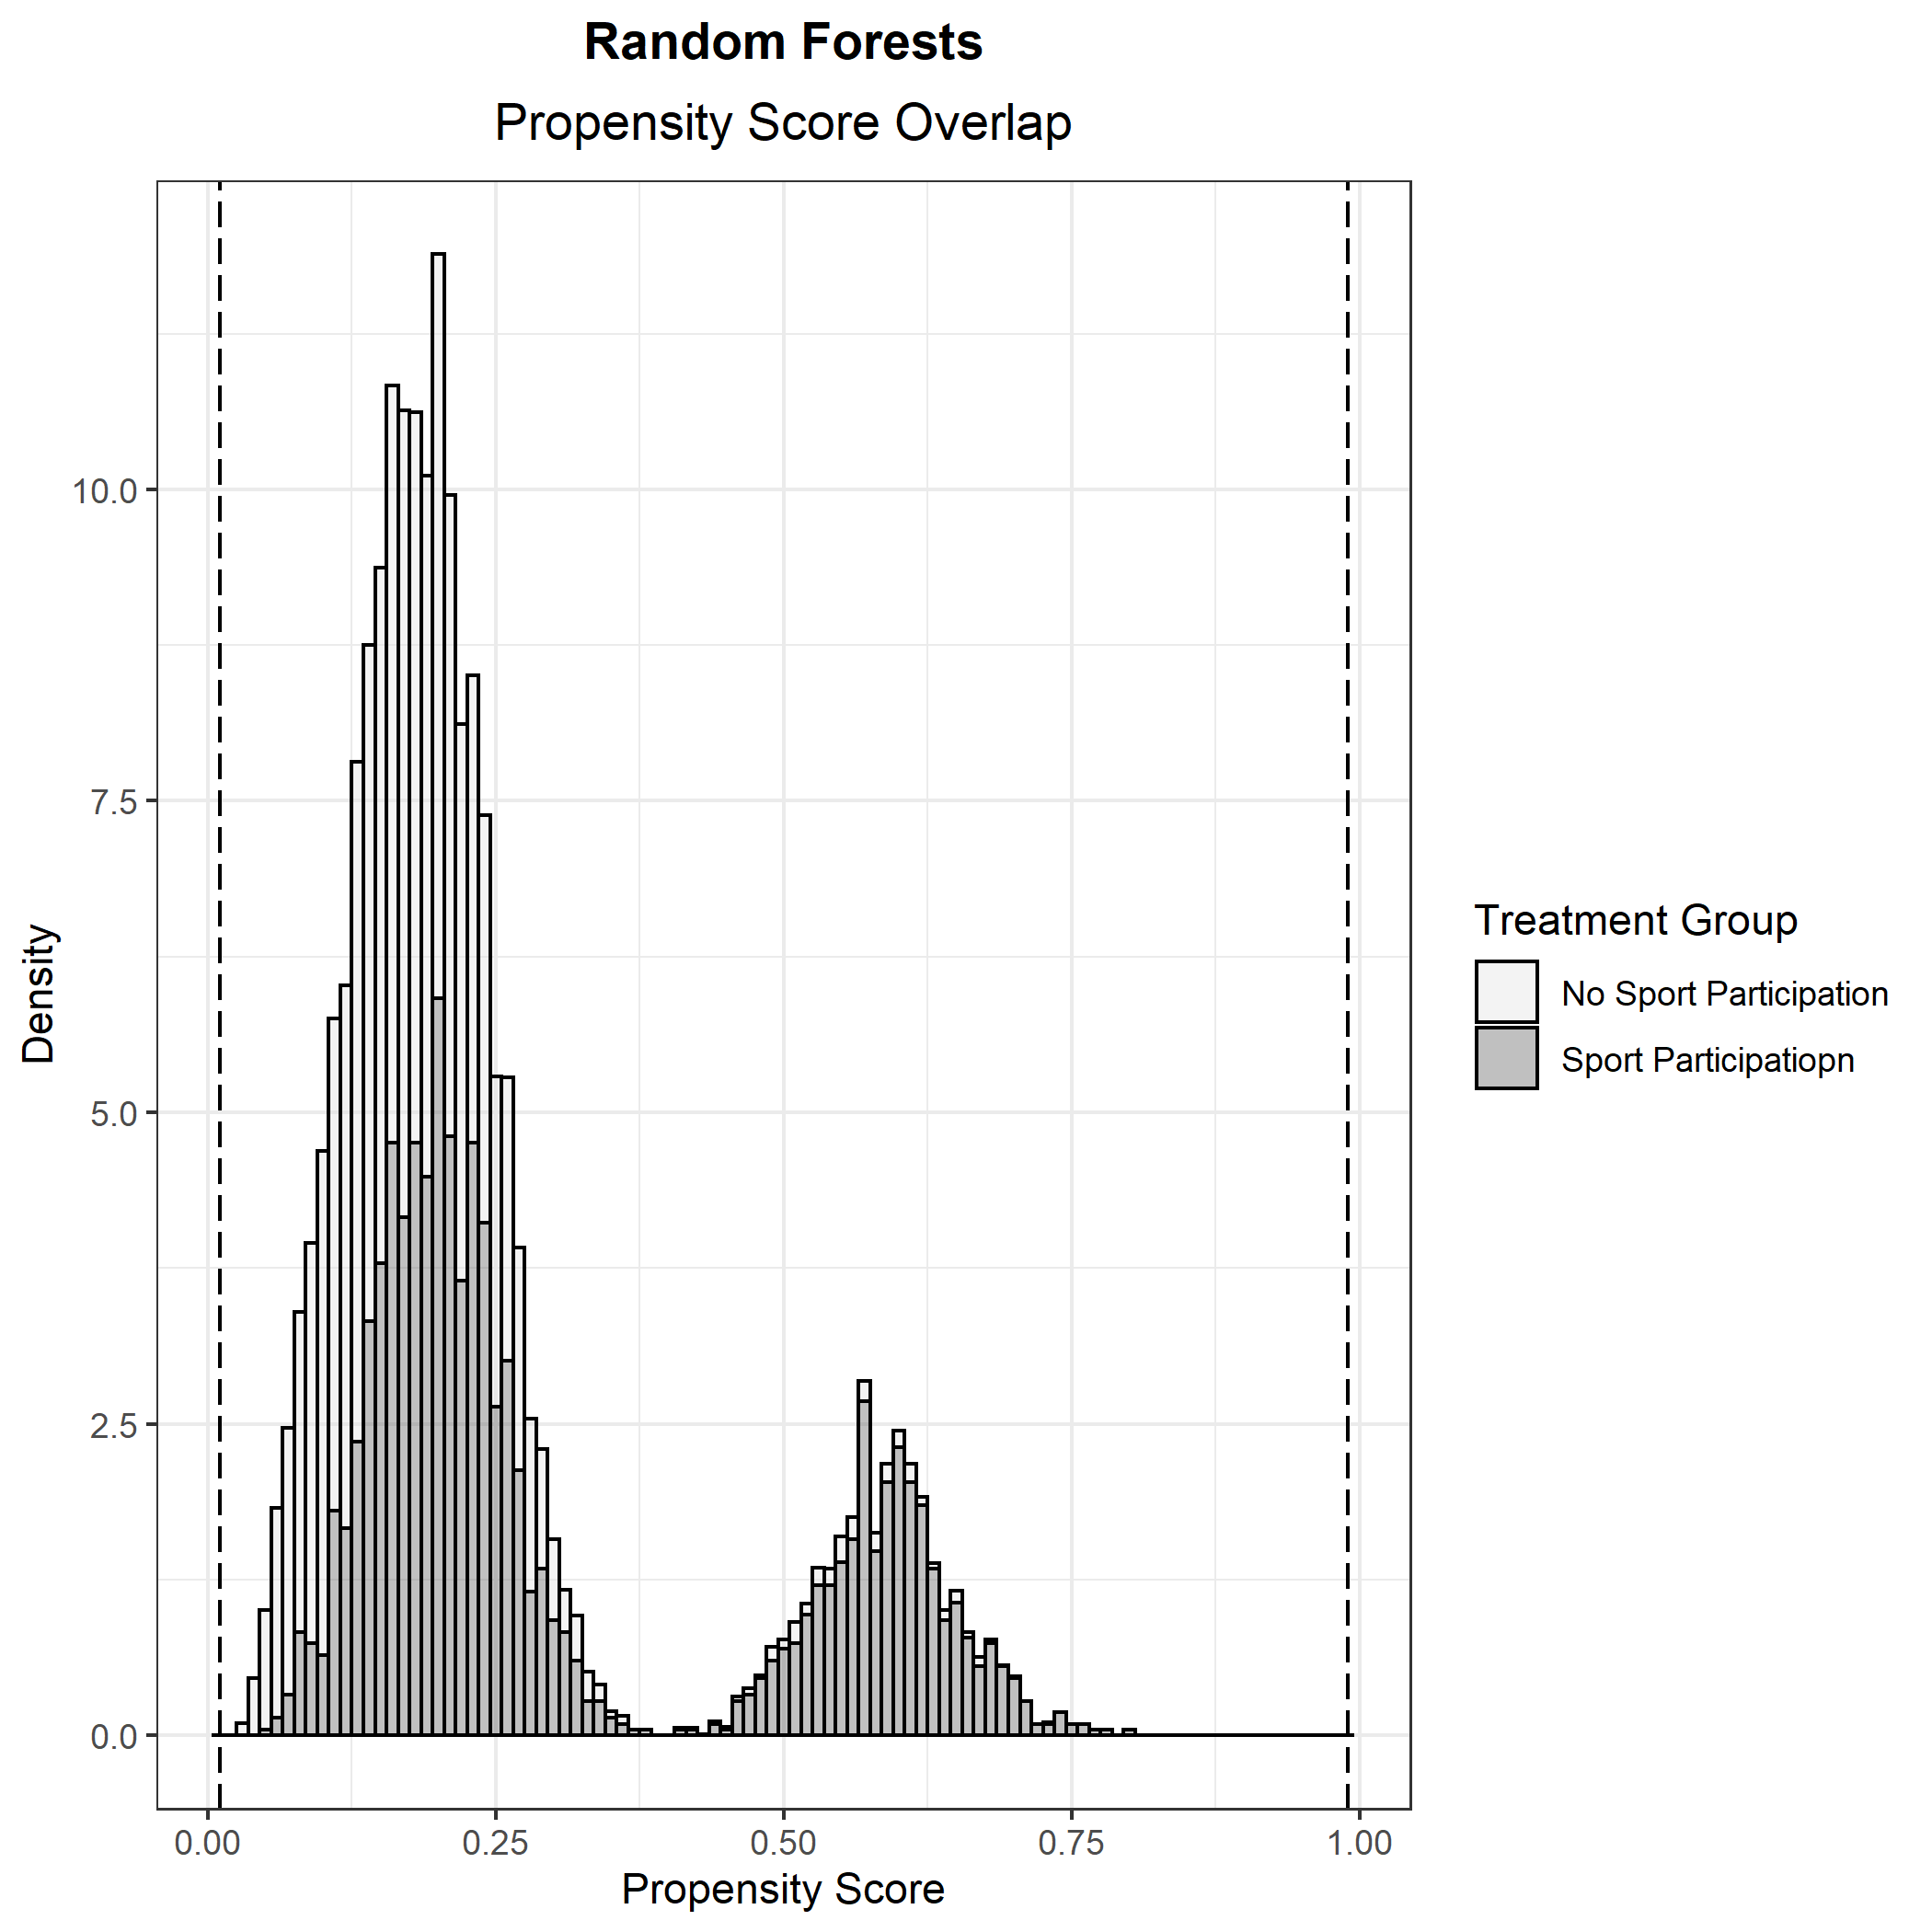 Random Forests
Propensity Score Overlap
10.0
7.5
5.0
2.5
0.0
Density
0.00 0.25 0.50 0.75 1.00
Propensity Score
Treatment Group
No Sport Participation
Sport Participatiopn